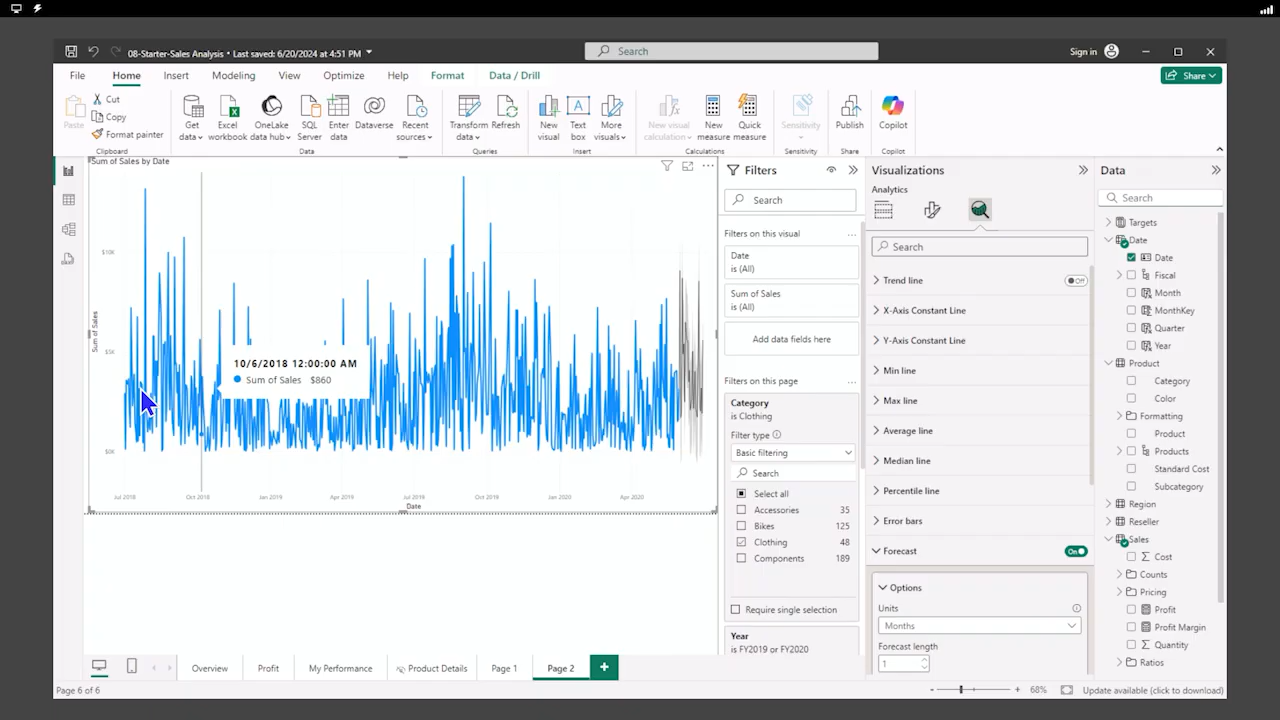 08-Starter-Sales Analysis • Last saved: 6/20/2024 at 4:51 PM
Search
Sign in
File
Home
Insert
Modeling
View
Optimize
Help
Format
Data / Drill
Share
Paste
Cut
Copy
Format painter
Clipboard
Get data
Excel workbook
OneLake data hub
SQL Server
Enter data
Dataverse
Recent sources
Data
Transform data
Refresh
Queries
New visual
Text box
More visuals
Insert
New visual calculation
New measure
Quick measure
Calculations
Sensitivity
Sensitivity
Publish
Share
Copilot
Copilot
Sum of Sales by Date
$10K
$5K
$0K
Sum of Sales
10/6/2018 12:00:00 AM
Sum of Sales $860
Jul 2018
Oct 2018
Jan 2019
Apr 2019
Jul 2019
Oct 2019
Jan 2020
Apr 2020
Date
Filters
Search
Filters on this visual
Date
is (All)
Sum of Sales
is (All)
Add data fields here
Filters on this page
Category
is Clothing
Filter type
Basic filtering
Search
Select all
Accessories 35
Bikes 125
Clothing 48
Components 189
Require single selection
Year
is FY2019 or FY2020
Visualizations
Analytics
Search
Trend line
Off
X-Axis Constant Line
Y-Axis Constant Line
Min line
Max line
Average line
Median line
Percentile line
Error bars
Forecast
On
Options
Units
Months
Forecast length
1
Data
Search
Targets
Date
Date
Fiscal
Month
MonthKey
Quarter
Year
Product
Category
Color
Formatting
Product
Products
Standard Cost
Subcategory
Region
Reseller
Sales
Cost
Counts
Pricing
Profit
Profit Margin
Quantity
Ratios
Overview
Profit
My Performance
Product Details
Page 1
Page 2
Page 6 of 6
68%
Update available (click to download)